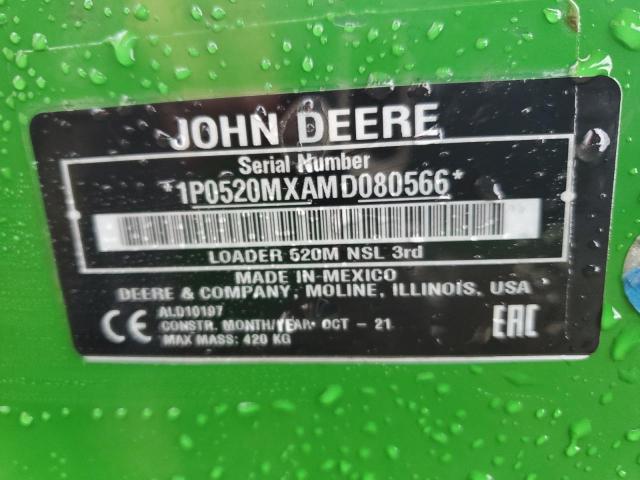 JOHN DEERE
Serial Number
*1P0520MXAMD080566*
LOADER 520M NSL 3rd
MADE IN MEXICO
DEERE & COMPANY, MOLINE, ILLINOIS, USA
CE ALD10197 EAC
CONSTR. MONTH/YEAR: OCT - 21
MAX MASS: 420 KG